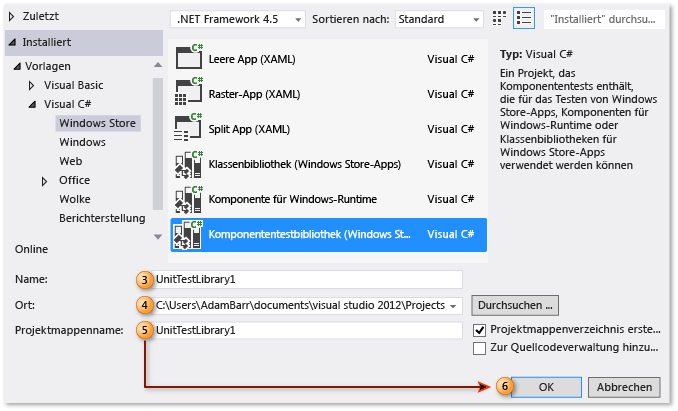 Zuletzt
Installiert
Vorlagen
Visual Basic
Visual C#
Windows Store
Windows
Web
Office
Wolke
Berichterstellung
Online
.NET Framework 4.5 Sortieren nach: Standard "Installiert" durchsu...
C# Leere App (XAML) Visual C#
C# Raster-App (XAML) Visual C#
C# Split App (XAML) Visual C#
C# Klassenbibliothek (Windows Store-Apps) Visual C#
C# Komponente für Windows-Runtime Visual C#
C# Komponententestbibliothek (Windows St... Visual C#
Typ: Visual C#
Ein Projekt, das
Komponententests enthält,
die für das Testen von Windows
Store-Apps, Komponenten für
Windows-Runtime oder
Klassenbibliotheken für
Windows Store-Apps
verwendet werden können
Name: 3 UnitTestLibrary1
Ort: 4 C:\Users\AdamBarr\documents\visual studio 2012\Projects Durchsuchen ...
Projektmappenname: 5 UnitTestLibrary1
Projektmappenverzeichnis erste...
Zur Quellcodeverwaltung hinzu...
6 OK Abbrechen